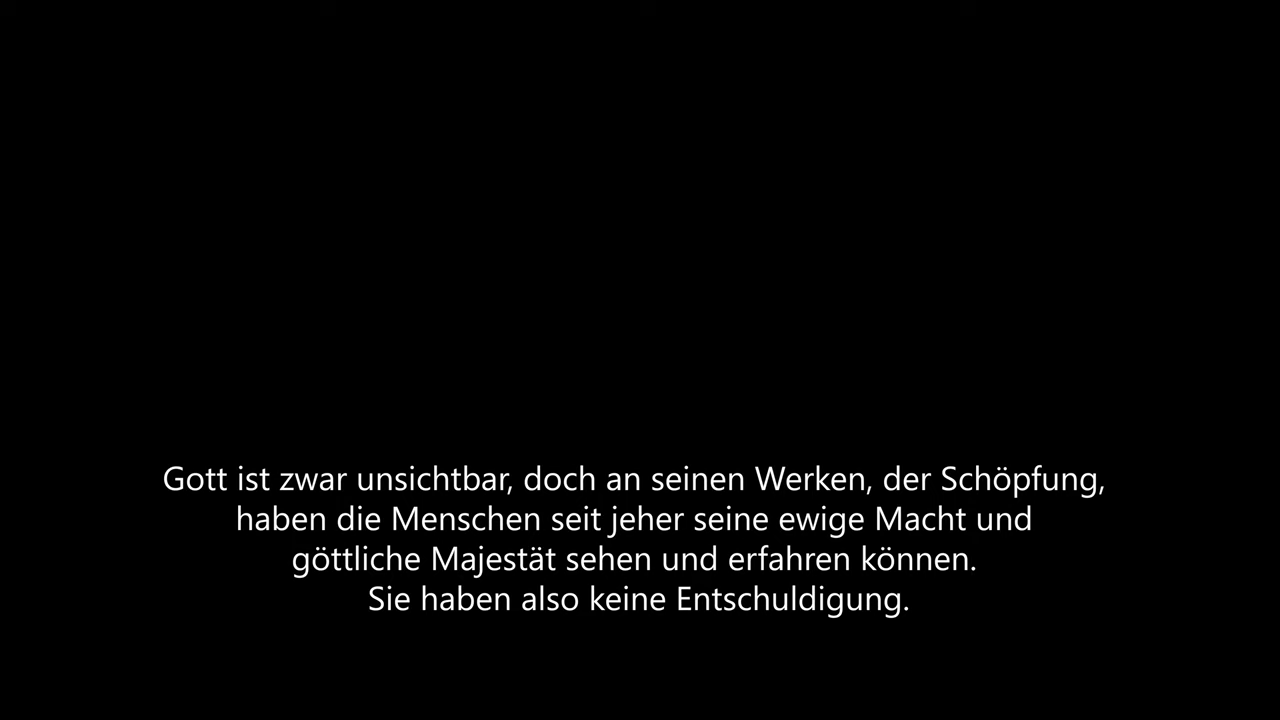 Gott ist zwar unsichtbar, doch an seinen Werken, der Schöpfung,
haben die Menschen seit jeher seine ewige Macht und
göttliche Majestät sehen und erfahren können.
Sie haben also keine Entschuldigung.